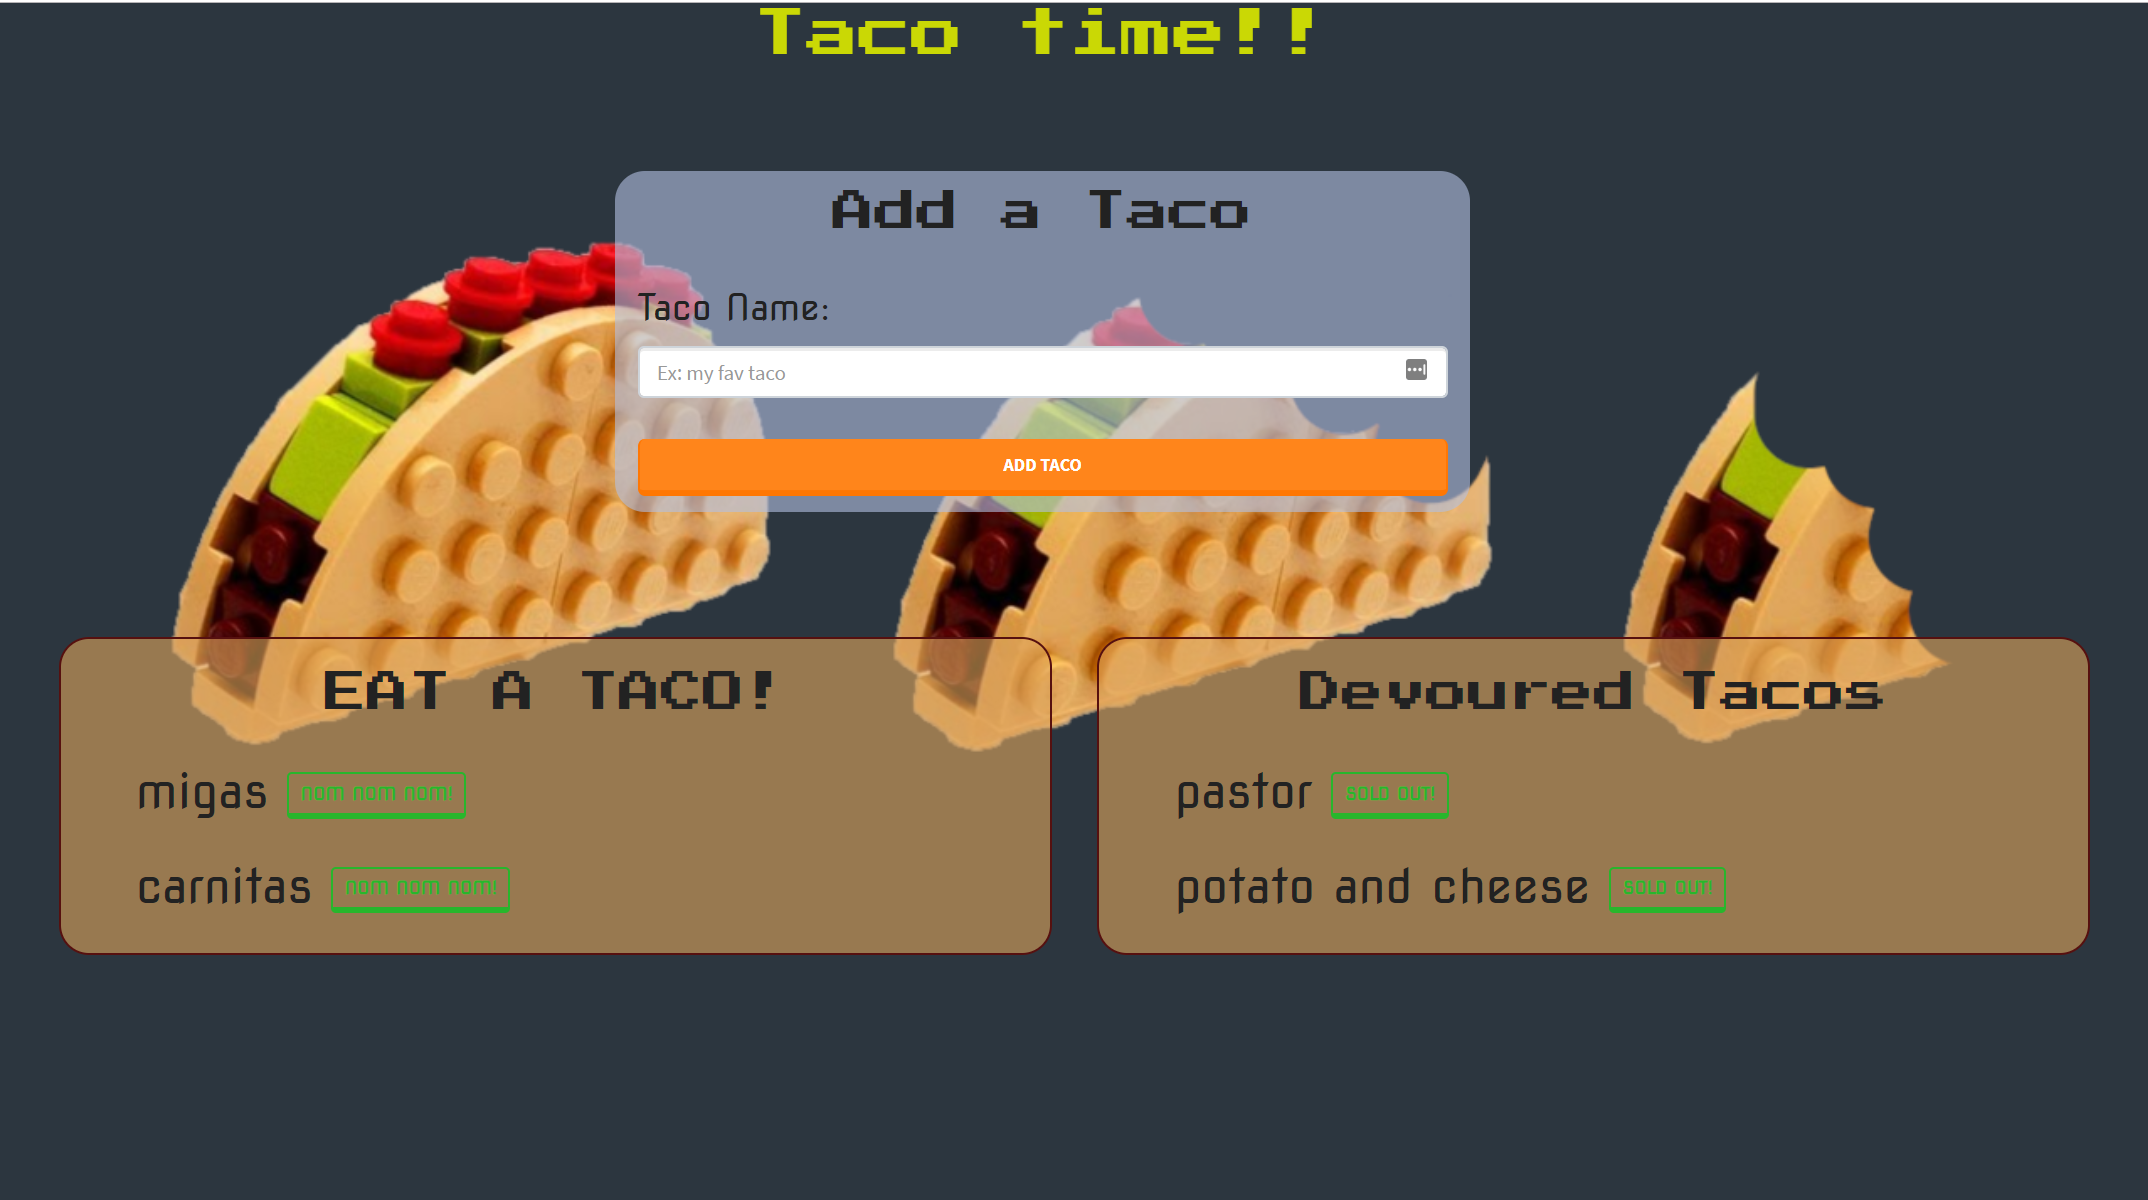 Taco time!!
Add a Taco
Taco Name:
Ex: my fav taco
ADD TACO
EAT A TACO!
migas nom nom nom!
carnitas nom nom nom!
Devoured Tacos
pastor SOLD OUT!
potato and cheese SOLD OUT!